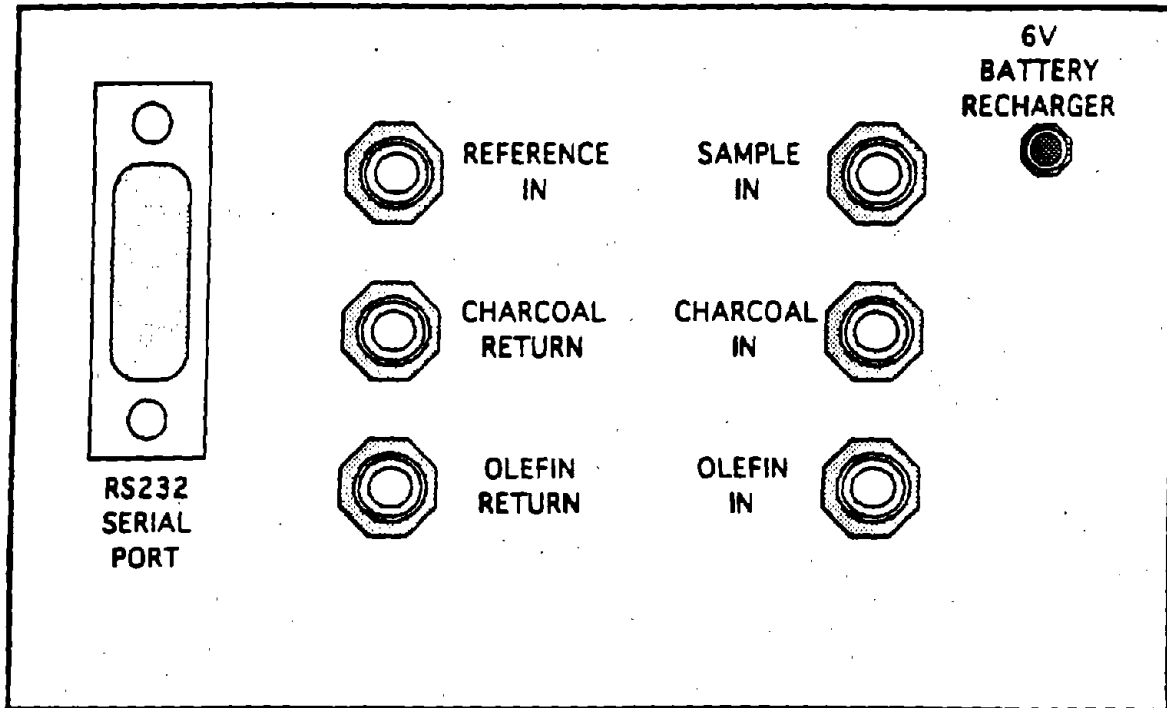 6V
BATTERY
RECHARGER
REFERENCE
IN
SAMPLE
IN
CHARCOAL
RETURN
CHARCOAL
IN
OLEFIN
RETURN
OLEFIN
IN
RS232
SERIAL
PORT